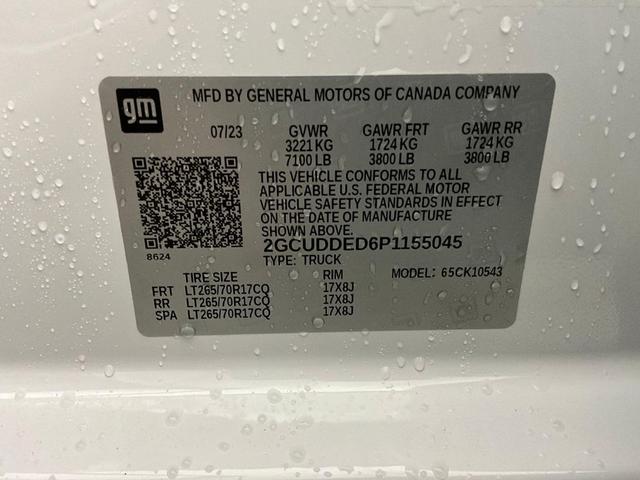 gm
MFD BY GENERAL MOTORS OF CANADA COMPANY
07/23 GVWR GAWR FRT GAWR RR
3221 KG 1724 KG 1724 KG
7100 LB 3800 LB 3800 LB
THIS VEHICLE CONFORMS TO ALL
APPLICABLE U.S. FEDERAL MOTOR
VEHICLE SAFETY STANDARDS IN EFFECT
ON THE DATE OF MANUFACTURE
SHOWN ABOVE.
8624
2GCUDDED6P1155045
TYPE: TRUCK
TIRE SIZE RIM MODEL: 65CK10543
FRT LT265/70R17CQ 17X8J
RR LT265/70R17CQ 17X8J
SPA LT265/70R17CQ 17X8J